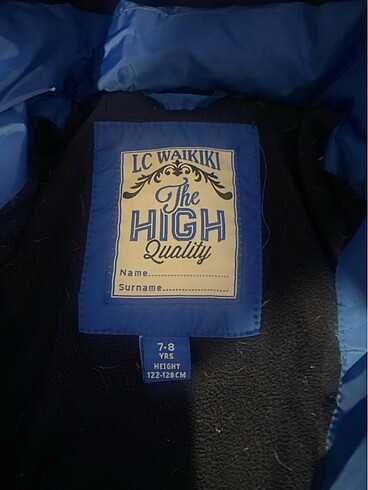 LC WAIKIKI
The
HIGH
Quality
Name........................
Surname....................
7-8
YRS
HEIGHT
122-128CM